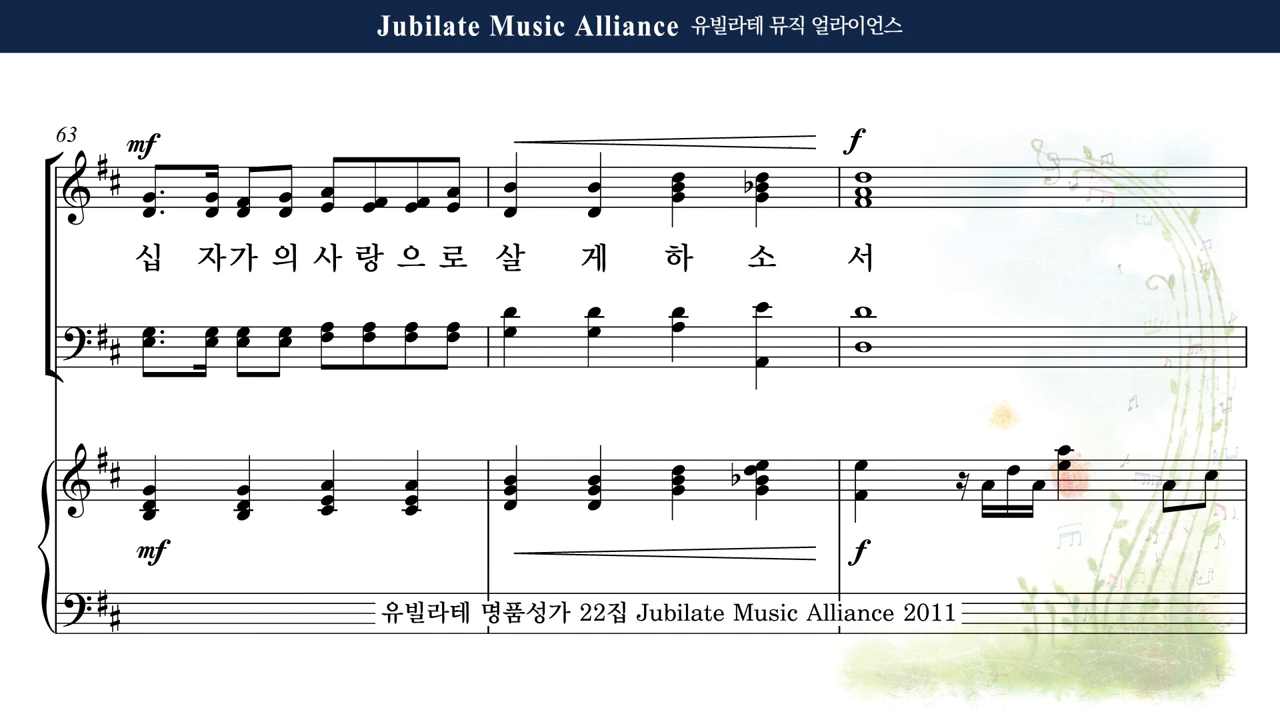 Jubilate Music Alliance 유빌라테 뮤직 얼라이언스
63
mf
f
십 자가 의 사 랑 으 로 살 게 하 소 서
mf
f
유빌라테 명품성가 22집 Jubilate Music Alliance 2011